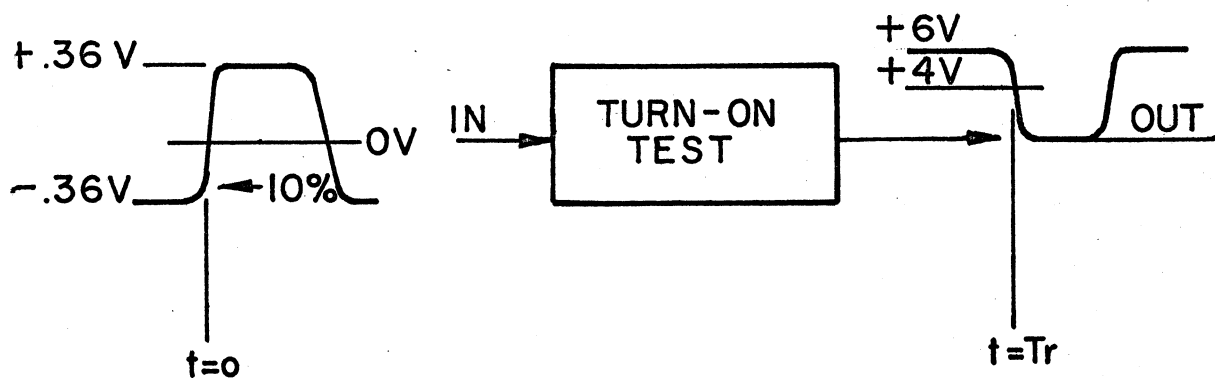 +.36 V
0V
-.36V
10%
t=o
IN
TURN-ON
TEST
+6V
+4V
OUT
t=Tr